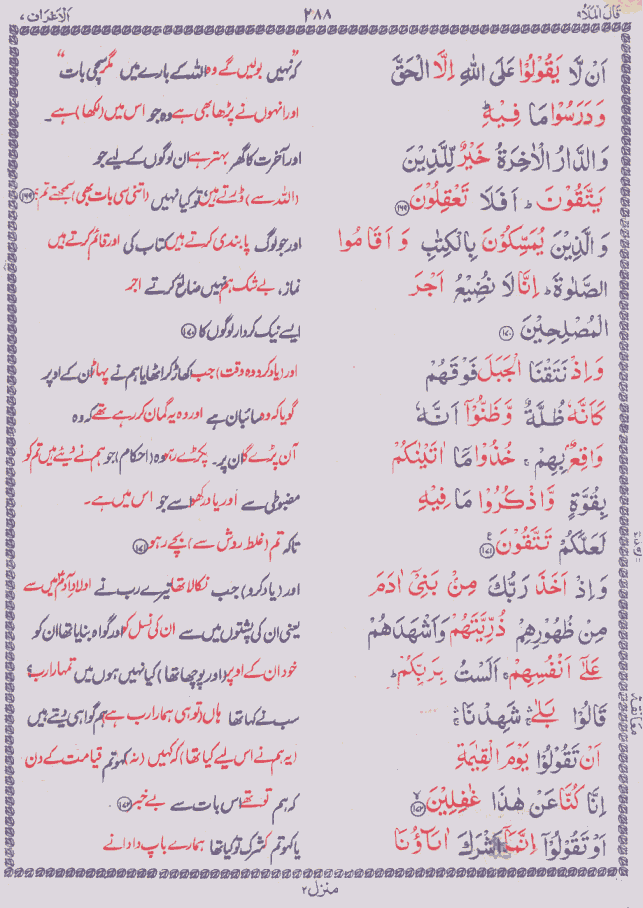 قَالَ الْمَلَاُ ٩ ٢٨٨ اَلْاَعْرَاف ٧
اَنْ لَّا يَقُوْلُوْا عَلَى اللّٰهِ اِلَّا الْحَقَّ کہ نہیں بولیں گے وہ اللہ کے بارے میں مگر سچی بات
وَدَرَسُوْا مَا فِيْهِ ؕ اور انہوں نے پڑھا بھی ہے وہ جو اس میں (لکھا) ہے۔
وَالدَّارُ الْاٰخِرَةُ خَيْرٌ لِّلَّذِيْنَ اور آخرت کا گھر بہتر ہے ان لوگوں کے لیے جو
يَتَّقُوْنَ ؕ اَفَلَا تَعْقِلُوْنَ ﴿١٦٩﴾ (اللہ سے) ڈرتے ہیں، تو کیا نہیں (اتنی سی بات بھی) سمجھتے تم؟ ﴿١٦٩﴾
وَالَّذِيْنَ يُمَسِّكُوْنَ بِالْكِتٰبِ وَاَقَامُوا اور جو لوگ پابندی کرتے ہیں کتاب کی اور قائم کرتے ہیں
الصَّلٰوةَ ؕ اِنَّا لَا نُضِيْعُ اَجْرَ نماز، بے شک ہم نہیں ضائع کرتے اجر
الْمُصْلِحِيْنَ ﴿١٧٠﴾ ایسے نیک کردار لوگوں کا ﴿١٧٠﴾
وَاِذْ نَتَقْنَا الْجَبَلَ فَوْقَهُمْ اور (یاد کرو وہ وقت) جب اکھاڑ کر اٹھایا ہم نے پہاڑ ان کے اوپر
كَاَنَّهٗ ظُلَّةٌ وَّظَنُّوْۤا اَنَّهٗ گویا کہ وہ سائبان ہے اور وہ یہ گمان کر رہے تھے کہ وہ
وَاقِعٌۢ بِهِمْ ۚ خُذُوْا مَاۤ اٰتَيْنٰكُمْ آن پڑے گا ان پر۔ پکڑے رہو وہ (احکام) جو ہم نے دیئے ہیں تم کو
بِقُوَّةٍ وَّاذْكُرُوْا مَا فِيْهِ مضبوطی سے اور یاد رکھو اسے جو اس میں ہے۔
لَعَلَّكُمْ تَتَّقُوْنَ ﴿١٧١﴾ تاکہ تم (غلط روش سے) بچے رہو ﴿١٧١﴾
وَاِذْ اَخَذَ رَبُّكَ مِنْۢ بَنِيْۤ اٰدَمَ اور (یاد کرو) جب نکالا تھا تیرے رب نے اولادِ آدم میں سے
مِنْ ظُهُوْرِهِمْ ذُرِّيَّتَهُمْ وَاَشْهَدَهُمْ یعنی ان کی پشتوں میں سے ان کی نسل کو اور گواہ بنایا تھا ان کو
عَلٰۤى اَنْفُسِهِمْ ۚ اَلَسْتُ بِرَبِّكُمْ ؕ خود ان کے اوپر (اور پوچھا تھا) کیا نہیں ہوں میں تمہارا رب؟
قَالُوْا بَلٰى ۛۚ شَهِدْنَا ۛۚ سب نے کہا تھا ہاں (تو ہی ہمارا رب ہے) ہم گواہی دیتے ہیں
اَنْ تَقُوْلُوْا يَوْمَ الْقِيٰمَةِ (یہ ہم نے اس لیے کیا تھا) کہ کہیں (نہ) کہو تم قیامت کے دن
اِنَّا كُنَّا عَنْ هٰذَا غٰفِلِيْنَ ﴿١٧٢﴾ کہ ہم تو تھے اس بات سے بے خبر ﴿١٧٢﴾
اَوْ تَقُوْلُوْۤا اِنَّمَاۤ اَشْرَكَ اٰبَآؤُنَا یا کہو تم کہ شرک تو کیا تھا ہمارے باپ دادا نے
منزل ٢